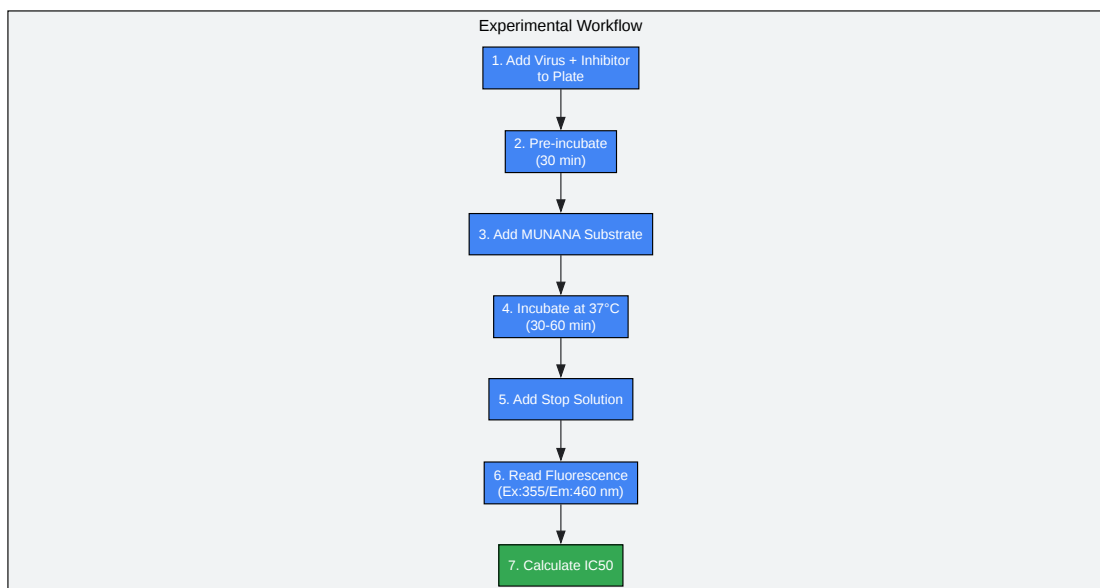 Experimental Workflow
1. Add Virus + Inhibitor
to Plate
2. Pre-incubate
(30 min)
3. Add MUNANA Substrate
4. Incubate at 37°C
(30-60 min)
5. Add Stop Solution
6. Read Fluorescence
(Ex:355/Em:460 nm)
7. Calculate IC50